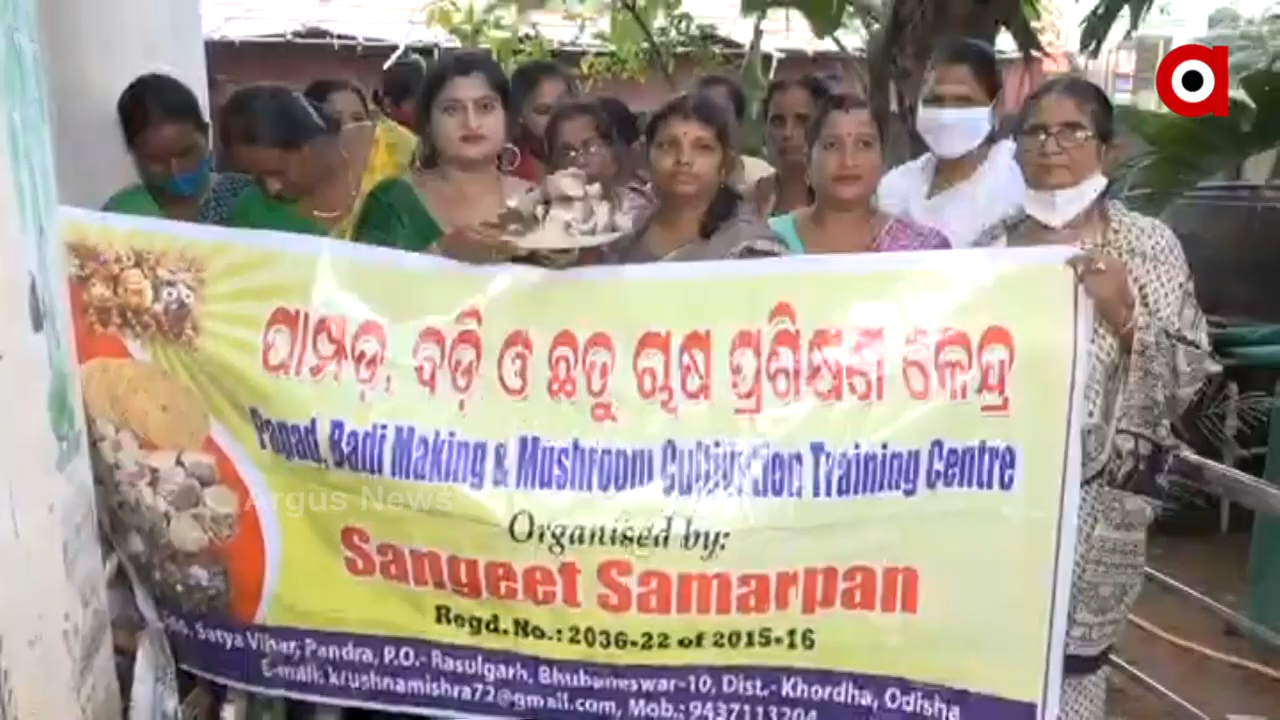 ପାମ୍ପଡ଼, ବଡ଼ି ଓ ଛତୁ ଚାଷ ପ୍ରଶିକ୍ଷଣ କେନ୍ଦ୍ର
Papad, Badi Making & Mushroom Cultivation Training Centre
Argus News
Organised by:
Sangeet Samarpan
Regd. No.: 2036-22 of 2015-16
Satya Vihar, Pandra, P.O.- Rasulgarh, Bhubaneswar-10, Dist.- Khordha, Odisha
E-mail: krushnamishra72@gmail.com, Mob.: 9437113204